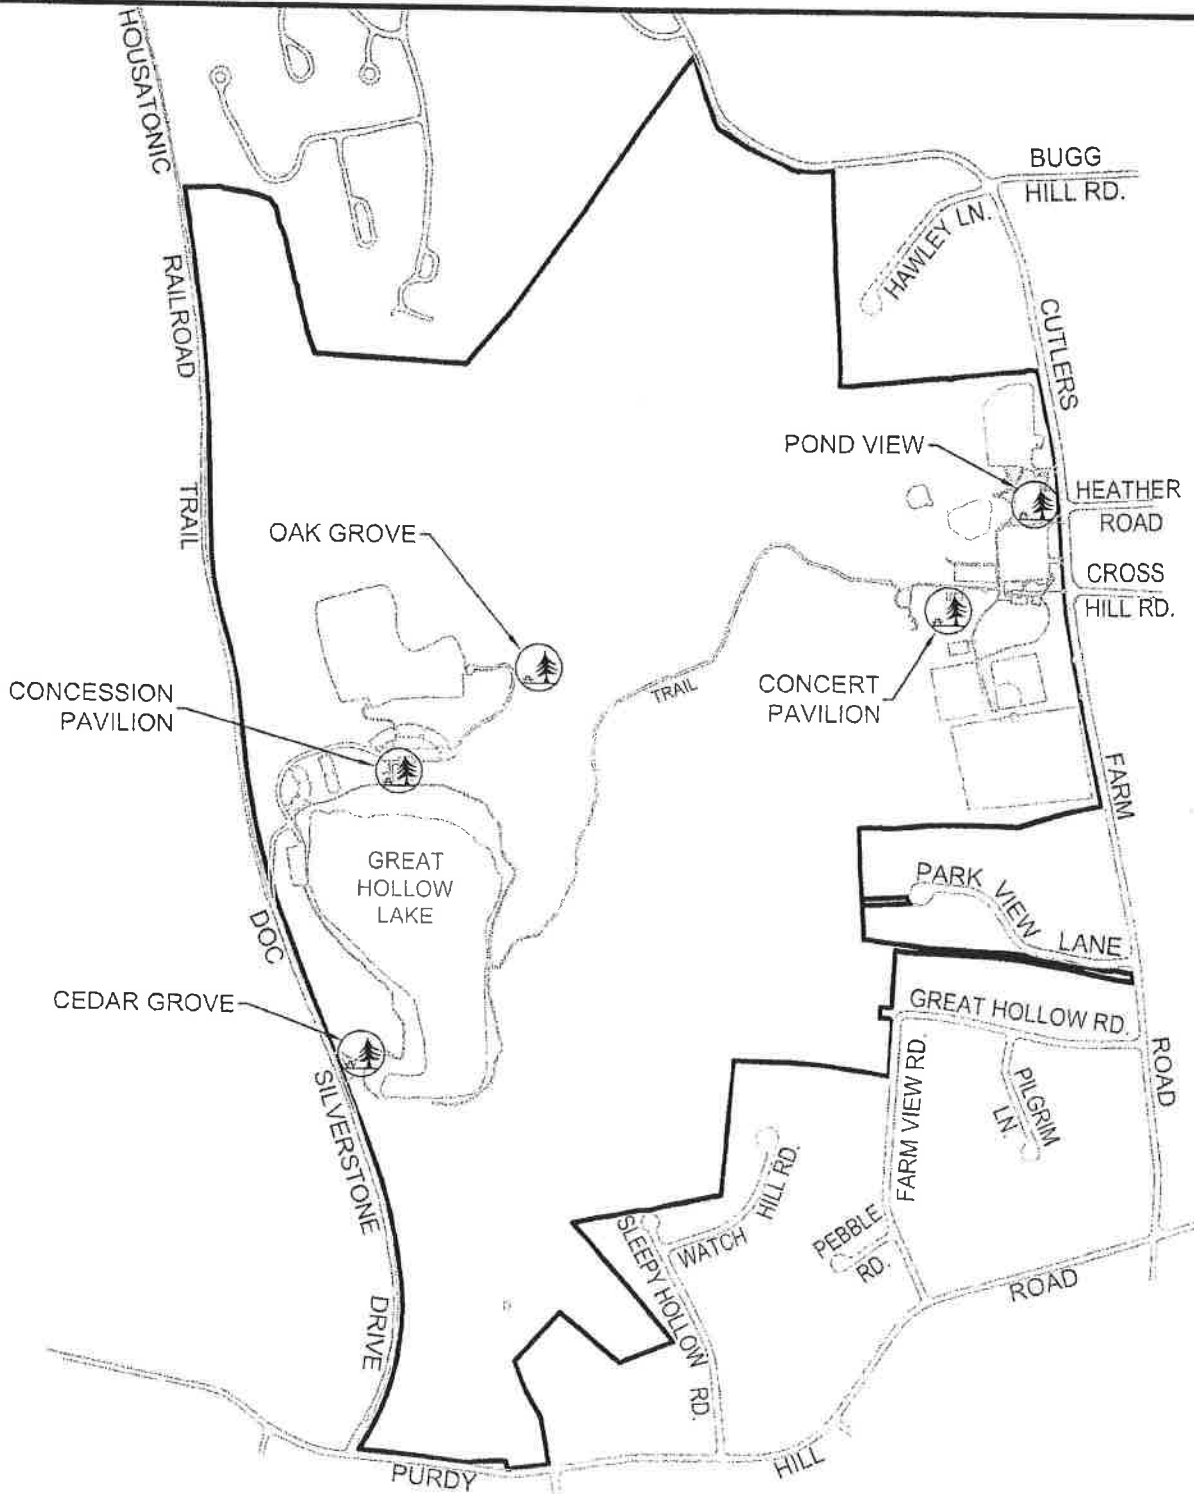 HOUSATONIC
RAILROAD
TRAIL
BUGG
HILL RD.
HAWLEY LN.
CUTLERS
POND VIEW
HEATHER
ROAD
OAK GROVE
CROSS
HILL RD.
CONCESSION
PAVILION
TRAIL
CONCERT
PAVILION
FARM
GREAT
HOLLOW
LAKE
PARK VIEW LANE
DOC
CEDAR GROVE
GREAT HOLLOW RD.
ROAD
SILVERSTONE
FARM VIEW RD.
PILGRIM
LN.
WATCH
HILL RD.
SLEEPY HOLLOW RD.
PEBBLE
RD.
ROAD
DRIVE
PURDY
HILL